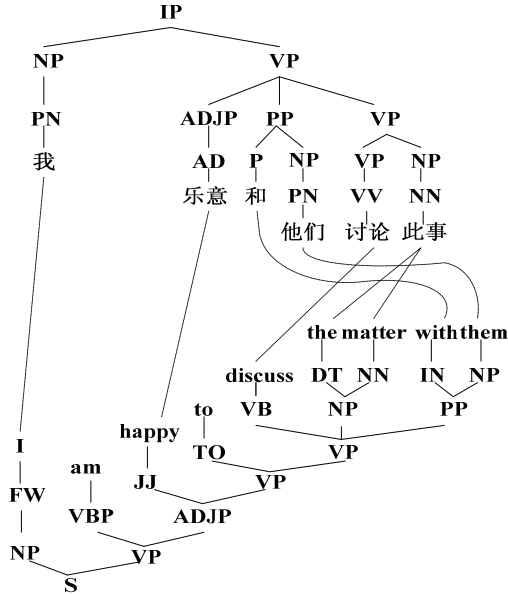 IP
NP VP
PN ADJP PP VP
我 AD P NP VP NP
乐意 和 PN VV NN
他们 讨论 此事
the matter with them
discuss DT NN IN NP
to VB NP PP
happy
I TO VP
am JJ VP
FW
VBP ADJP
NP VP
S